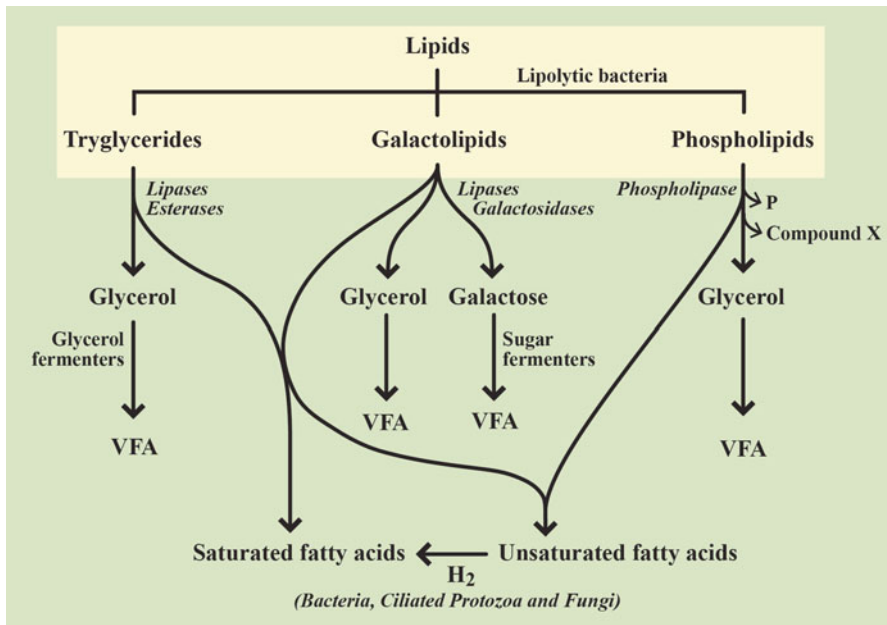 Lipids
Lipolytic bacteria
Tryglycerides
Galactolipids
Phospholipids
Lipases
Esterases
Lipases
Galactosidases
Phospholipase
P
Compound X
Glycerol
Glycerol
Galactose
Glycerol
Glycerol
fermenters
Sugar
fermenters
VFA
VFA
VFA
VFA
Saturated fatty acids
Unsaturated fatty acids
H2
(Bacteria, Ciliated Protozoa and Fungi)